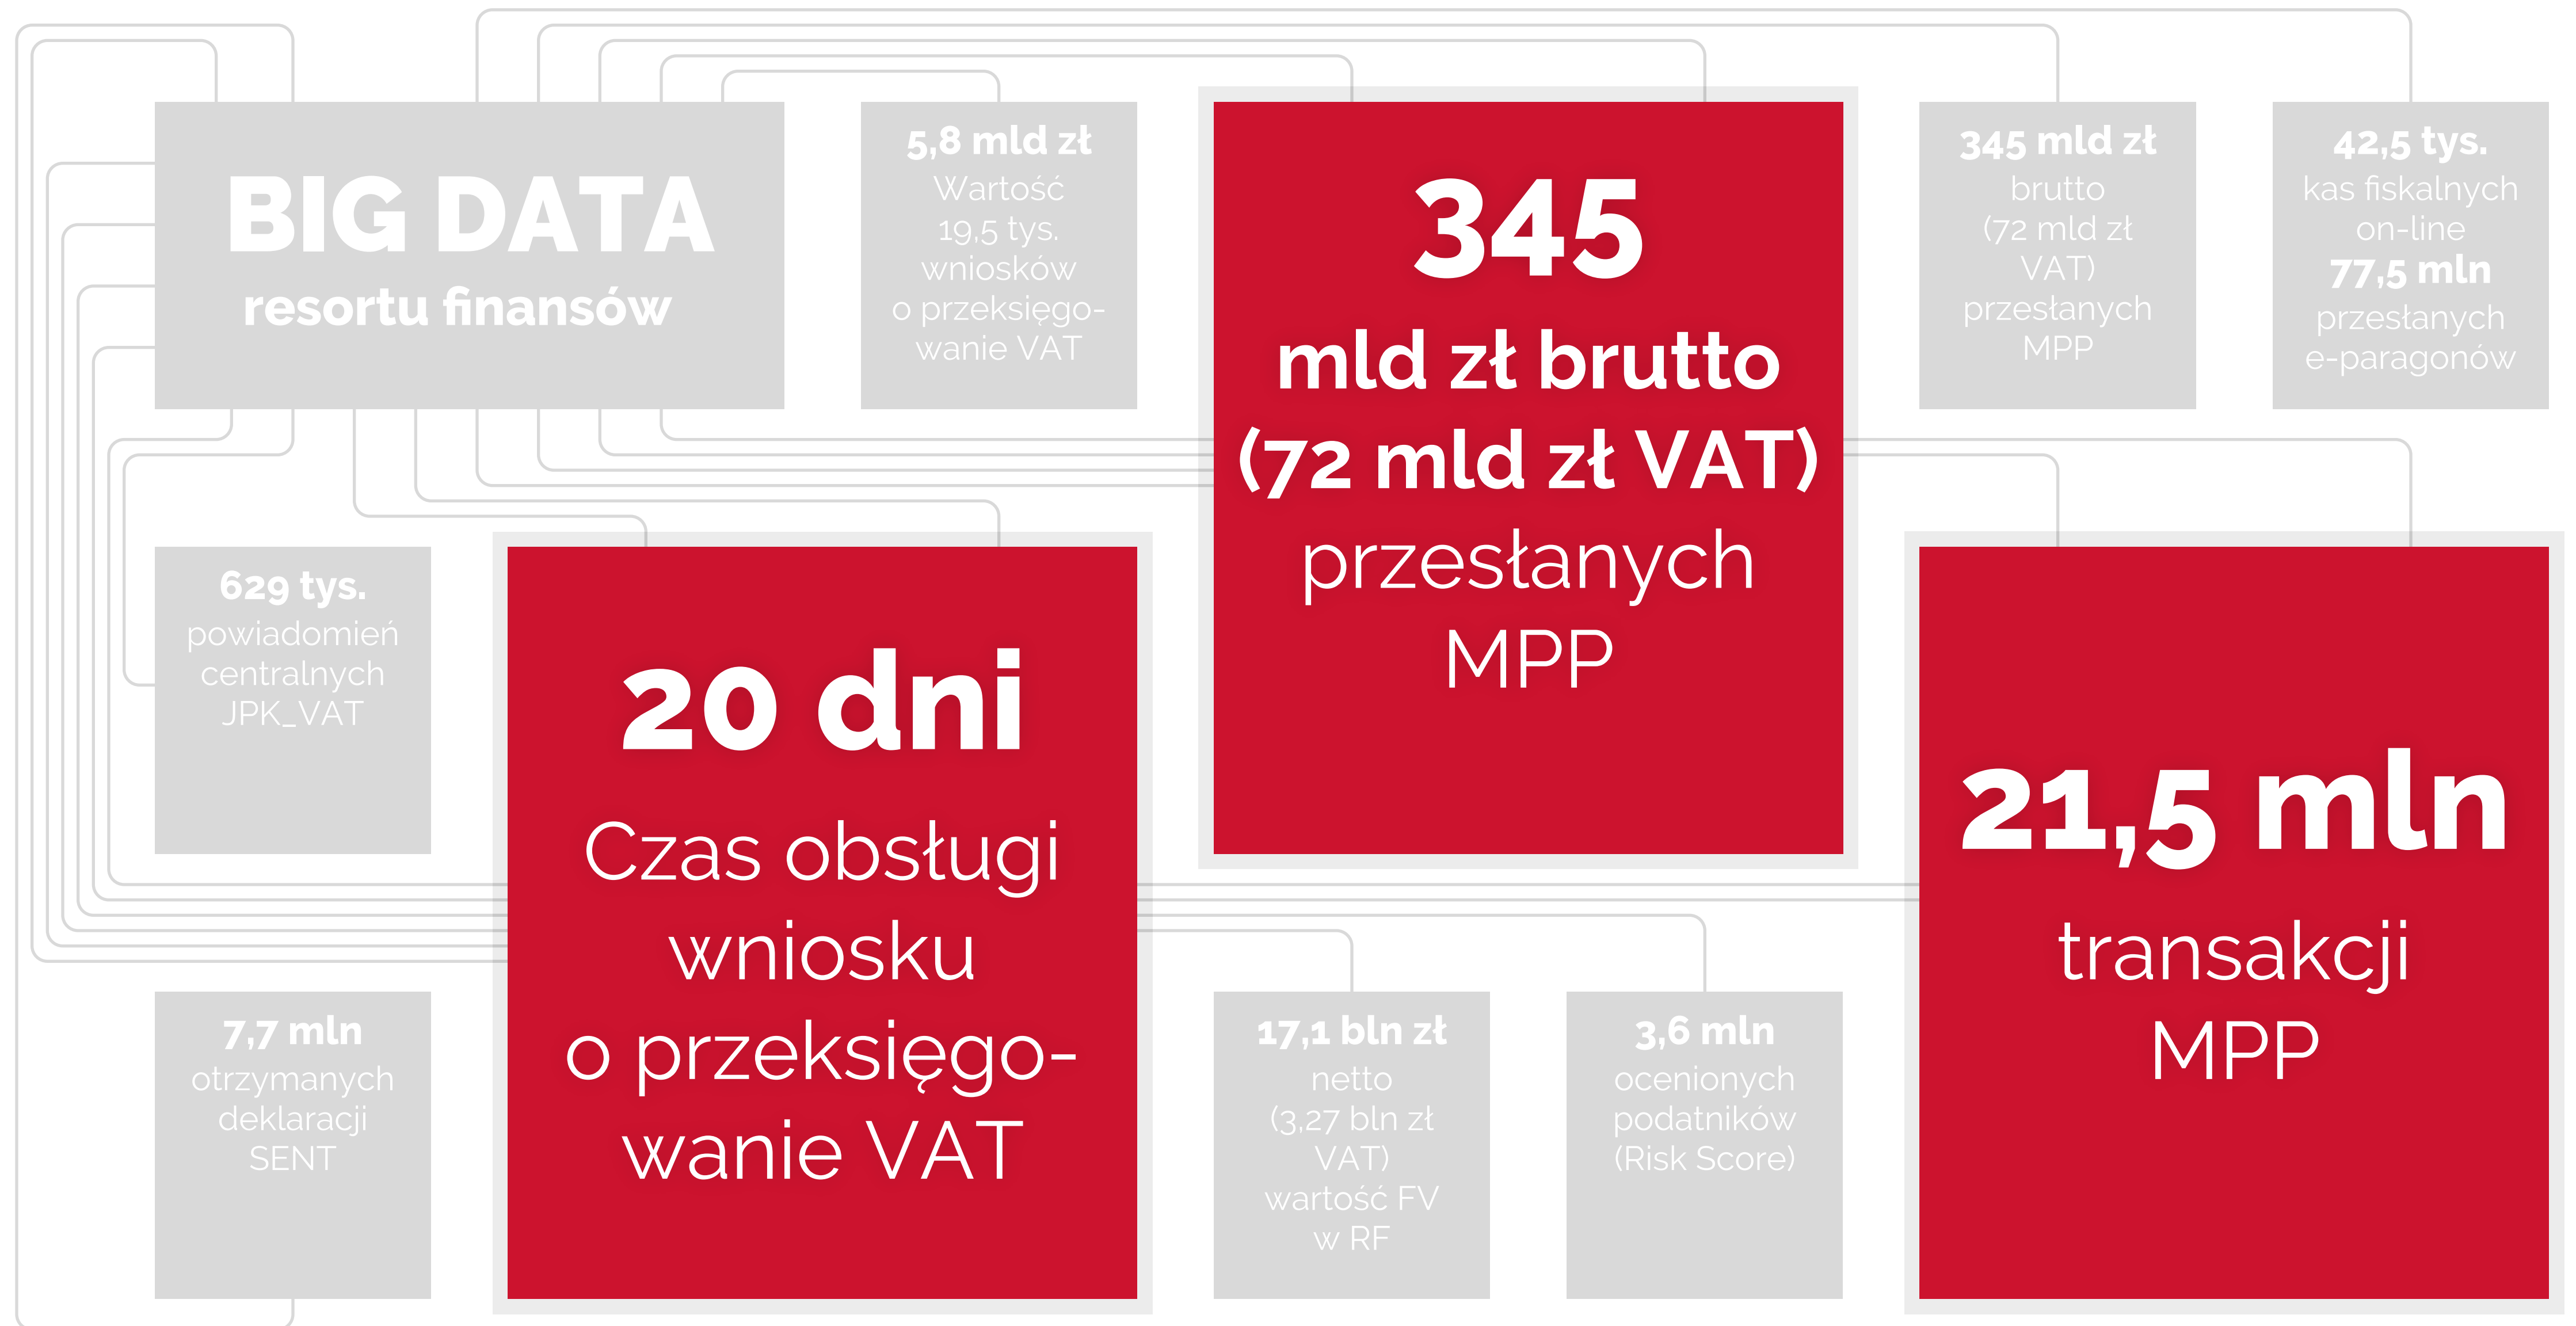 BIG DATA
resortu finansów
5,8 mld zł
Wartość
19,5 tys.
wniosków
o przeksięgo-
wanie VAT
345
mld zł brutto
(72 mld zł VAT)
przesłanych
MPP
345 mld zł
brutto
(72 mld zł
VAT)
przesłanych
MPP
42,5 tys.
kas fiskalnych
on-line
77,5 mln
przesłanych
e-paragonów
629 tys.
powiadomień
centralnych
JPK_VAT
20 dni
Czas obsługi
wniosku
o przeksięgo-
wanie VAT
21,5 mln
transakcji
MPP
7,7 mln
otrzymanych
deklaracji
SENT
17,1 bln zł
netto
(3,27 bln zł
VAT)
wartość FV
w RF
3,6 mln
ocenionych
podatników
(Risk Score)